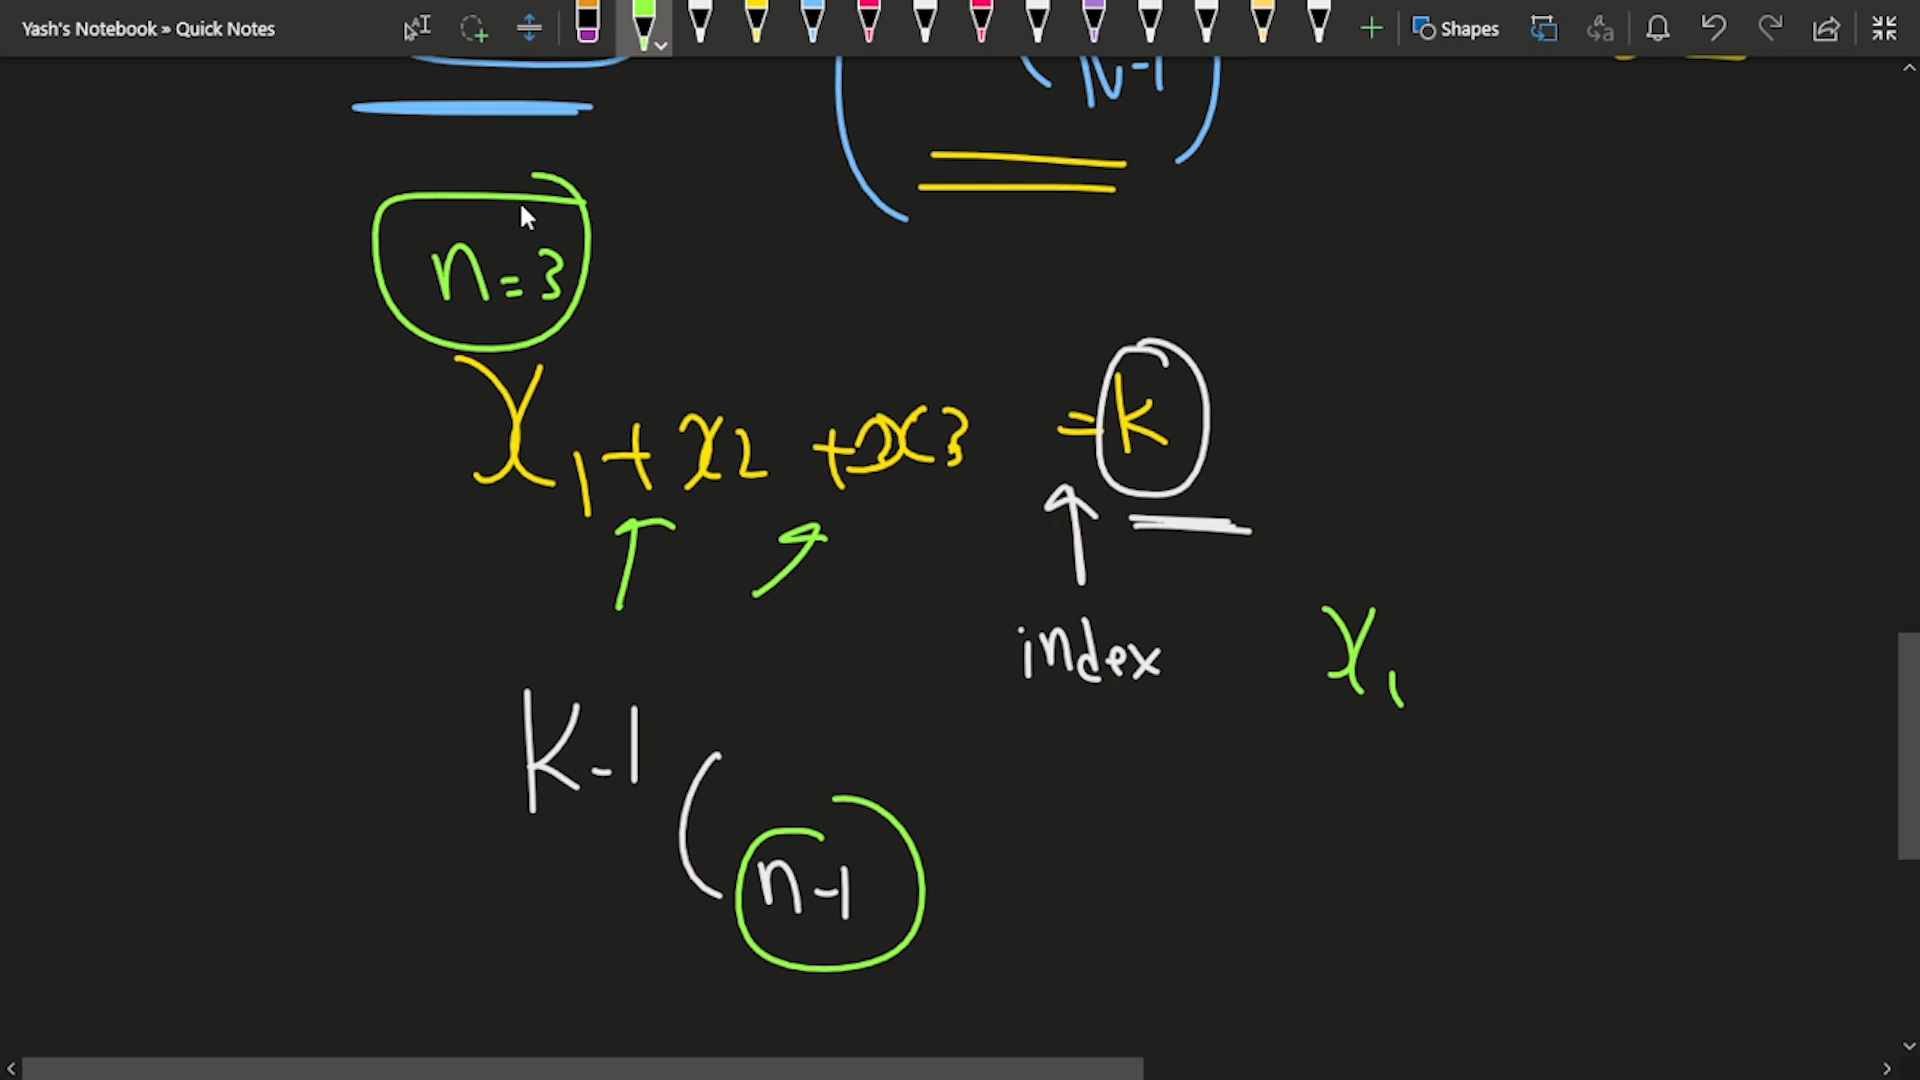 Yash's Notebook » Quick Notes
Shapes
N-1
n=3
x1+x2+x3=k
index
x1
K-1(n-1